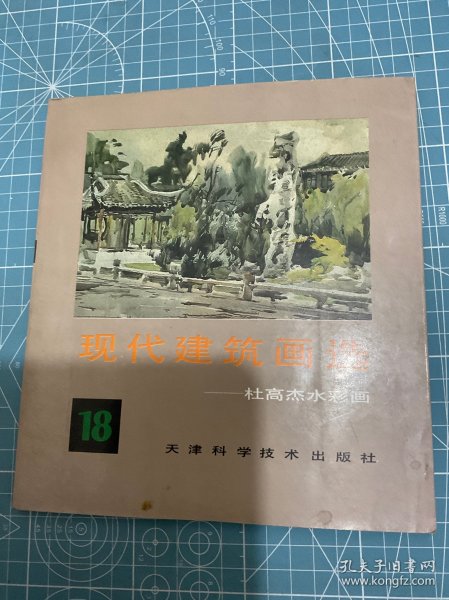 现代建筑画选
——杜高杰水彩画
18
天津科学技术出版社
孔夫子旧书网
www.kongfz.com